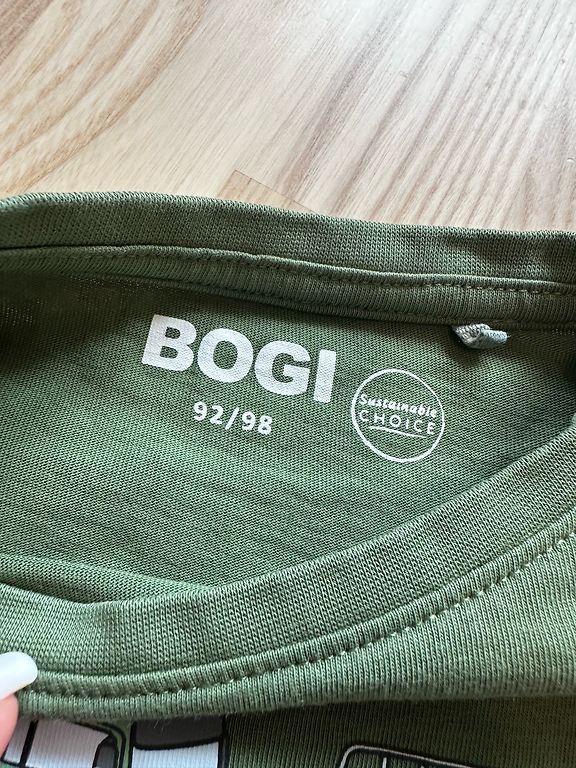 BOGI
92/98
Sustainable
CHOICE